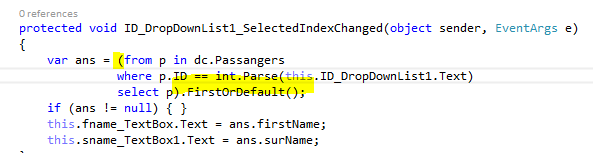 0 references
protected void ID_DropDownList1_SelectedIndexChanged(object sender, EventArgs e)
{
var ans = (from p in dc.Passangers
where p.ID == int.Parse(this.ID_DropDownList1.Text)
select p).FirstOrDefault();
if (ans != null) { }
this.fname_TextBox.Text = ans.firstName;
this.sname_TextBox1.Text = ans.surName;